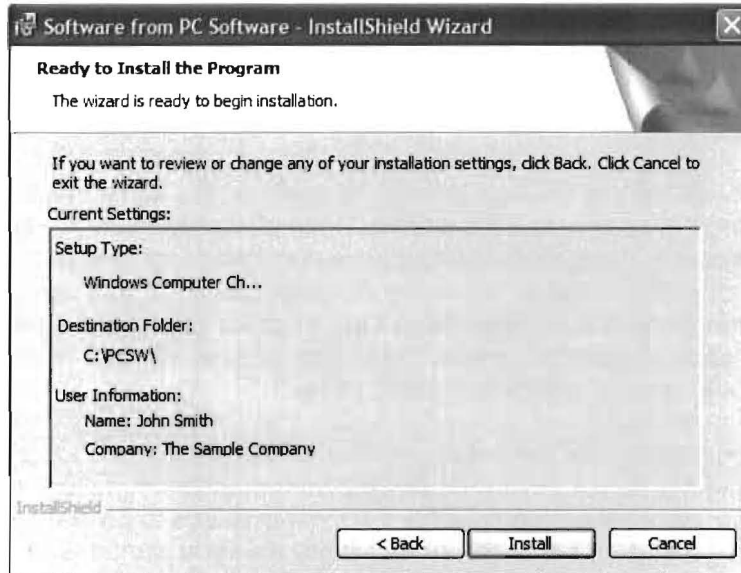 Software from PC Software - InstallShield Wizard
Ready to Install the Program
The wizard is ready to begin installation.
If you want to review or change any of your installation settings, click Back. Click Cancel to
exit the wizard.
Current Settings:
Setup Type:
Windows Computer Ch...
Destination Folder:
C:\PCSW\
User Information:
Name: John Smith
Company: The Sample Company
InstallShield
< Back
Install
Cancel